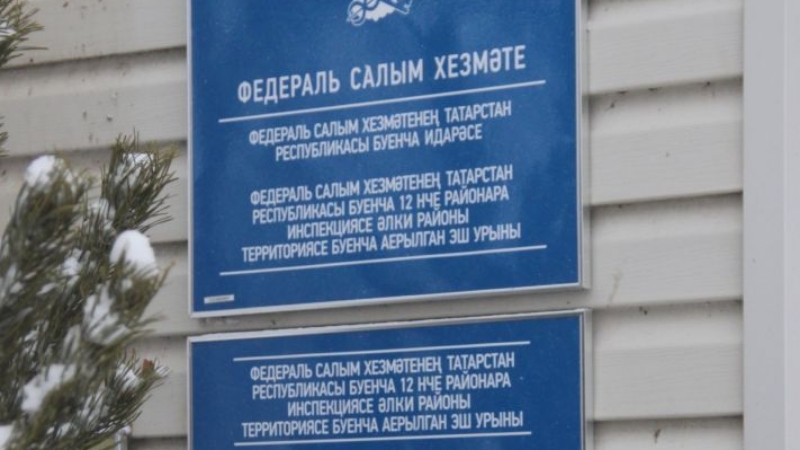 ФЕДЕРАЛЬ САЛЫМ ХЕЗМӘТЕ
ФЕДЕРАЛЬ САЛЫМ ХЕЗМӘТЕНЕҢ ТАТАРСТАН
РЕСПУБЛИКАСЫ БУЕНЧА ИДАРӘСЕ
ФЕДЕРАЛЬ САЛЫМ ХЕЗМӘТЕНЕҢ ТАТАРСТАН
РЕСПУБЛИКАСЫ БУЕНЧА 12 НЧЕ РАЙОНАРА
ИНСПЕКЦИЯСЕ ӘЛКИ РАЙОНЫ
ТЕРРИТОРИЯСЕ БУЕНЧА АЕРЫЛГАН ЭШ УРЫНЫ
ФЕДЕРАЛЬ САЛЫМ ХЕЗМӘТЕНЕҢ ТАТАРСТАН
РЕСПУБЛИКАСЫ БУЕНЧА 12 НЧЕ РАЙОНАРА
ИНСПЕКЦИЯСЕ ӘЛКИ РАЙОНЫ
ТЕРРИТОРИЯСЕ БУЕНЧА АЕРЫЛГАН ЭШ УРЫНЫ